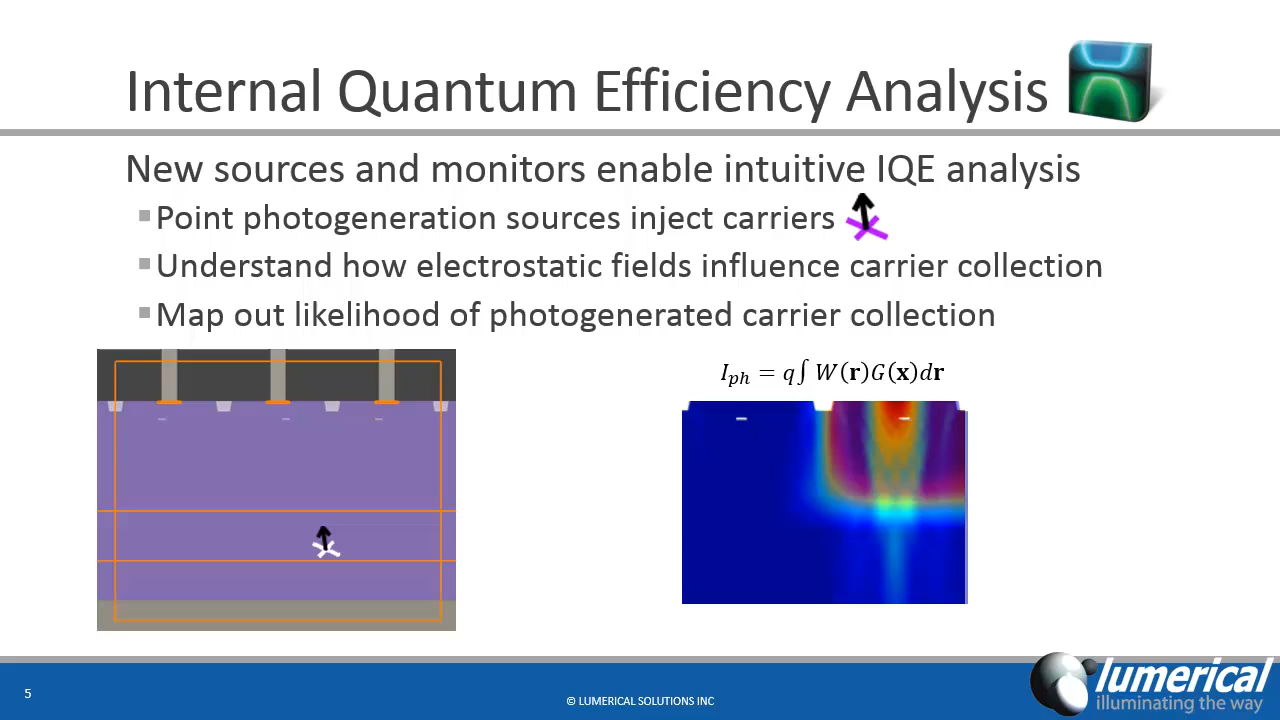 Internal Quantum Efficiency Analysis
New sources and monitors enable intuitive IQE analysis
▪Point photogeneration sources inject carriers
▪Understand how electrostatic fields influence carrier collection
▪Map out likelihood of photogenerated carrier collection
I_ph = q∫ W(r)G(x)dr
5
© LUMERICAL SOLUTIONS INC
lumerical
illuminating the way